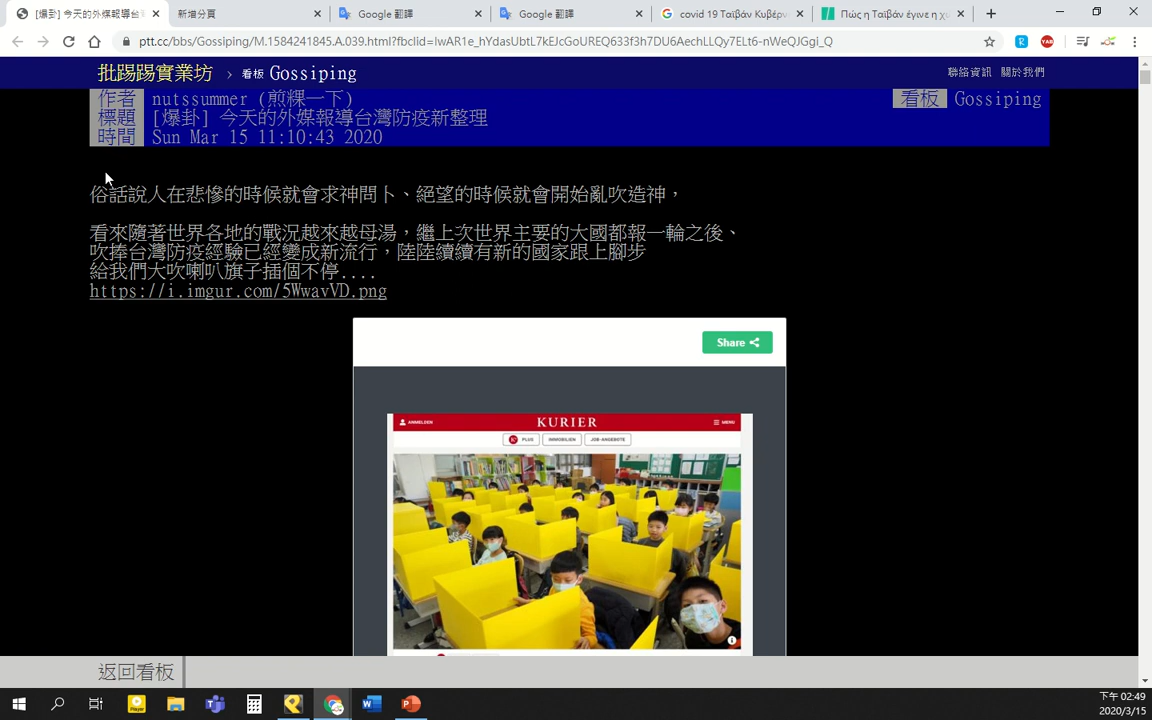 [爆卦] 今天的外媒報導台
新增分頁
Google 翻譯
Google 翻譯
covid 19 Ταϊβάν Κυβέρν
Πώς η Ταϊβάν έγινε η χώ
ptt.cc/bbs/Gossiping/M.1584241845.A.039.html?fbclid=IwAR1e_hYdasUbtL7kEJcGoUREQ633f3h7DU6AechLLQy7ELt6-nWeQJGgi_Q
批踢踢實業坊 › 看板 Gossiping 聯絡資訊 關於我們
作者 nutssummer (煎粿一下) 看板 Gossiping
標題 [爆卦] 今天的外媒報導台灣防疫新整理
時間 Sun Mar 15 11:10:43 2020
俗話說人在悲慘的時候就會求神問卜、絕望的時候就會開始亂吹造神，
看來隨著世界各地的戰況越來越母湯，繼上次世界主要的大國都報一輪之後、
吹捧台灣防疫經驗已經變成新流行，陸陸續續有新的國家跟上腳步
給我們大吹喇叭旗子插個不停....
https://i.imgur.com/5WwavVD.png
Share
ANMELDEN KURIER MENU
PLUS IMMOBILIEN JOB-ANGEBOTE
返回看板
下午 02:49
2020/3/15